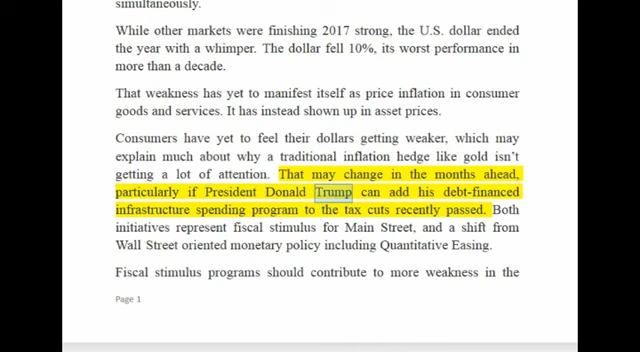 simultaneously.
While other markets were finishing 2017 strong, the U.S. dollar ended
the year with a whimper. The dollar fell 10%, its worst performance in
more than a decade.
That weakness has yet to manifest itself as price inflation in consumer
goods and services. It has instead shown up in asset prices.
Consumers have yet to feel their dollars getting weaker, which may
explain much about why a traditional inflation hedge like gold isn't
getting a lot of attention. That may change in the months ahead,
particularly if President Donald Trump can add his debt-financed
infrastructure spending program to the tax cuts recently passed. Both
initiatives represent fiscal stimulus for Main Street, and a shift from
Wall Street oriented monetary policy including Quantitative Easing.
Fiscal stimulus programs should contribute to more weakness in the
Page 1